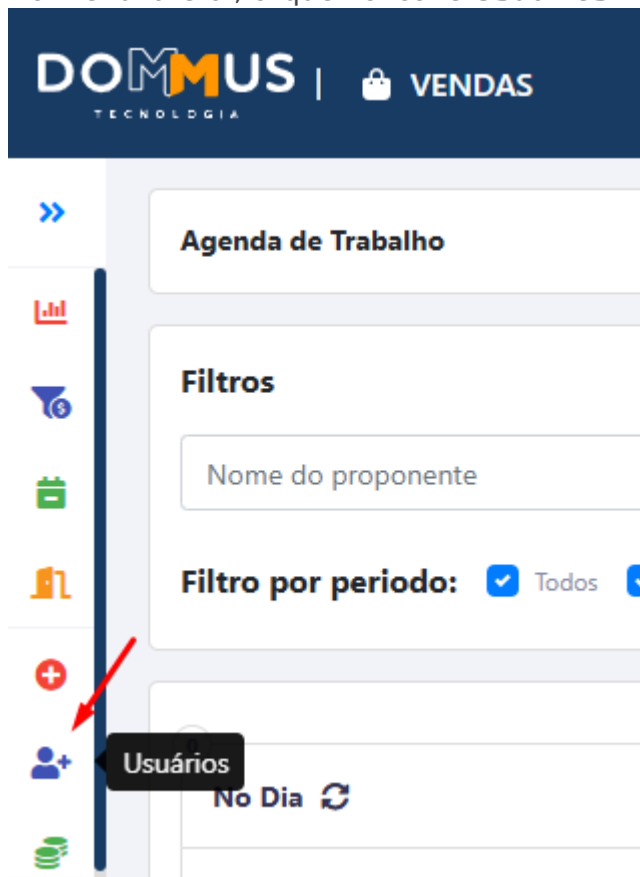 DOMMUS | VENDAS
TECNOLOGIA
Agenda de Trabalho
Filtros
Nome do proponente
Filtro por periodo: Todos
Usuários
No Dia